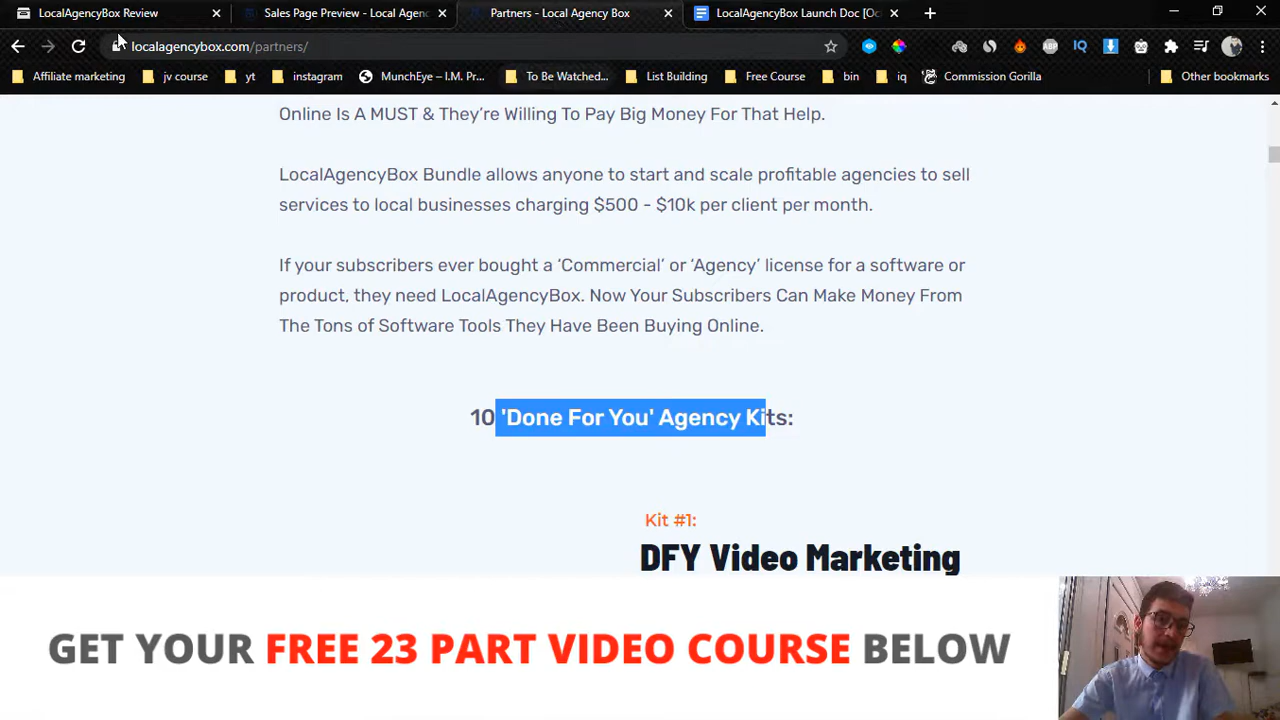 LocalAgencyBox Review
Sales Page Preview - Local Agenc
Partners - Local Agency Box
LocalAgencyBox Launch Doc [Oc
localagencybox.com/partners/
Affiliate marketing
jv course
yt
instagram
MunchEye – I.M. Pr...
To Be Watched...
List Building
Free Course
bin
iq
Commission Gorilla
Other bookmarks
Online Is A MUST & They’re Willing To Pay Big Money For That Help.
LocalAgencyBox Bundle allows anyone to start and scale profitable agencies to sell
services to local businesses charging $500 - $10k per client per month.
If your subscribers ever bought a ‘Commercial’ or ‘Agency’ license for a software or
product, they need LocalAgencyBox. Now Your Subscribers Can Make Money From
The Tons of Software Tools They Have Been Buying Online.
10 'Done For You' Agency Kits:
Kit #1:
DFY Video Marketing
GET YOUR FREE 23 PART VIDEO COURSE BELOW